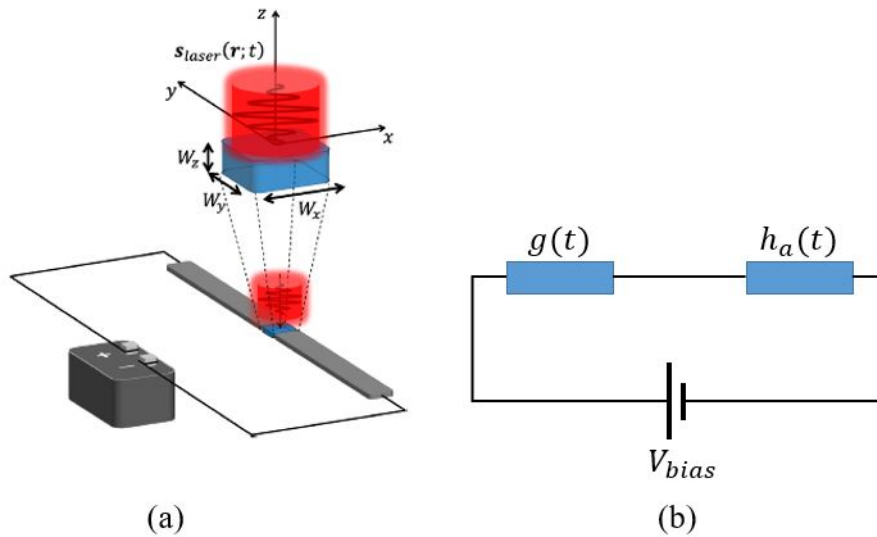 z
s_laser(r;t)
y
x
W_z
W_y
W_x
+
−
(a)
g(t)
h_a(t)
V_bias
(b)